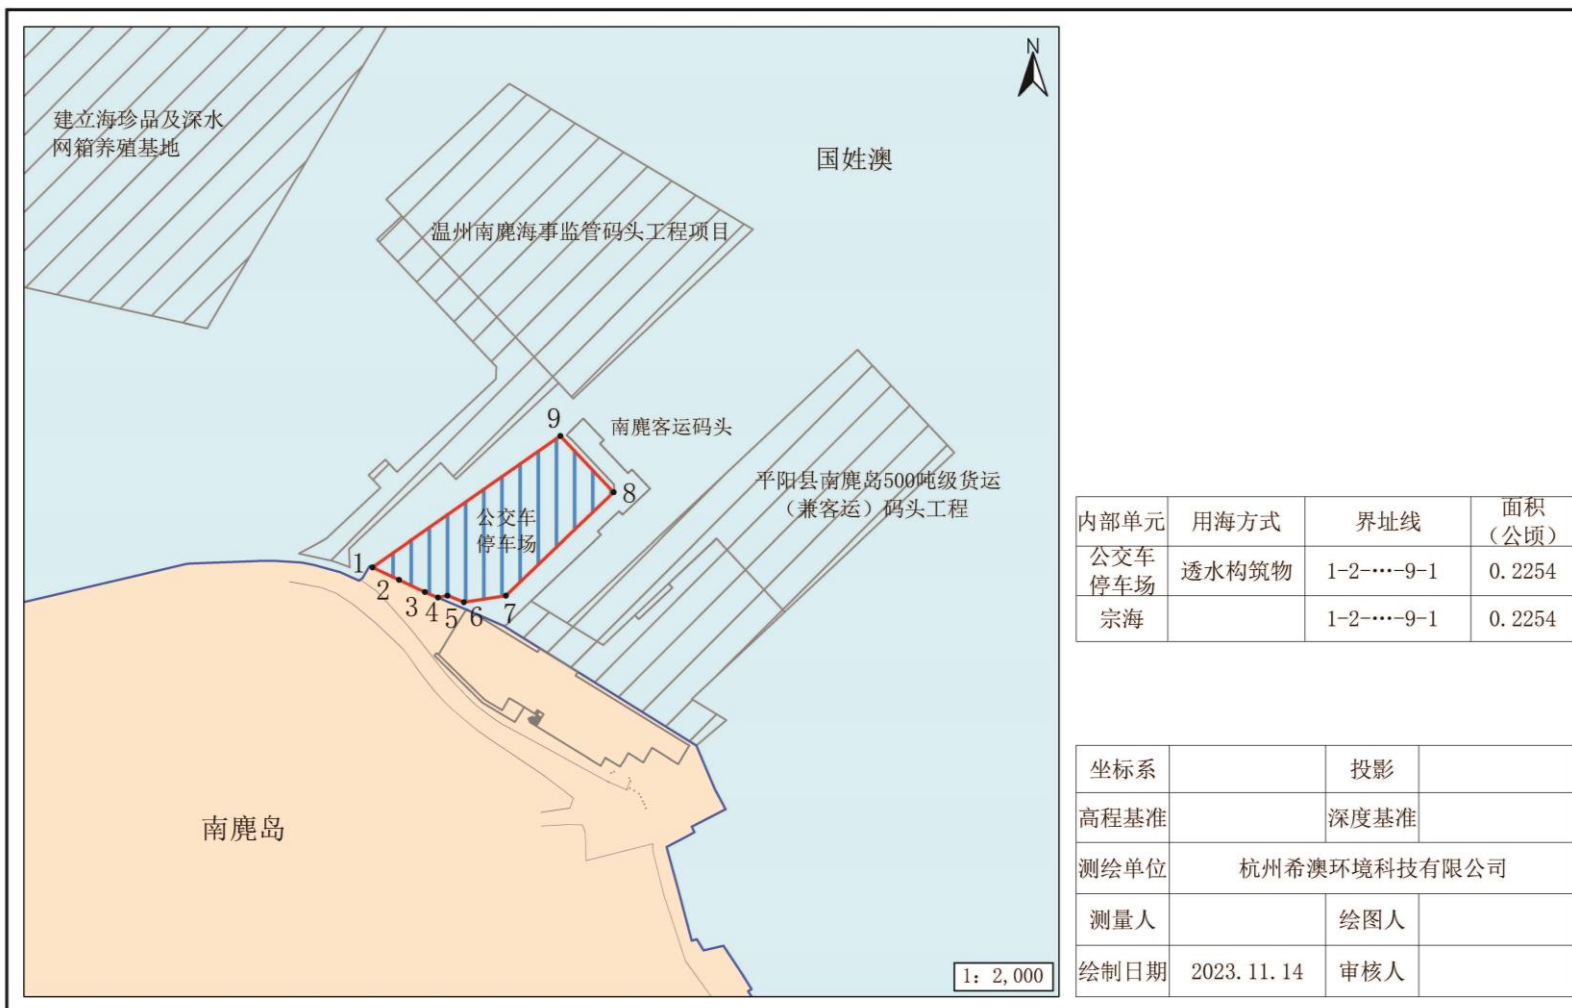 N
建立海珍品及深水
网箱养殖基地
国姓澳
温州南麂海事监管码头工程项目
9
南麂客运码头
8
平阳县南麂岛500吨级货运
（兼客运）码头工程
公交车
停车场
1
2
3
4
5
6
7
南麂岛
1: 2,000
内部单元 用海方式 界址线 面积
（公顷）
公交车
停车场 透水构筑物 1-2-…-9-1 0.2254
宗海 1-2-…-9-1 0.2254
坐标系 投影
高程基准 深度基准
测绘单位 杭州希澳环境科技有限公司
测量人 绘图人
绘制日期 2023.11.14 审核人